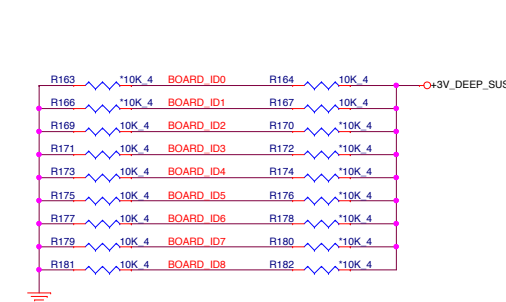 R163 *10K_4 BOARD_ID0 R164 10K_4 +3V_DEEP_SUS
R166 *10K_4 BOARD_ID1 R167 10K_4
R169 10K_4 BOARD_ID2 R170 *10K_4
R171 10K_4 BOARD_ID3 R172 *10K_4
R173 10K_4 BOARD_ID4 R174 *10K_4
R175 10K_4 BOARD_ID5 R176 *10K_4
R177 10K_4 BOARD_ID6 R178 *10K_4
R179 10K_4 BOARD_ID7 R180 *10K_4
R181 10K_4 BOARD_ID8 R182 *10K_4